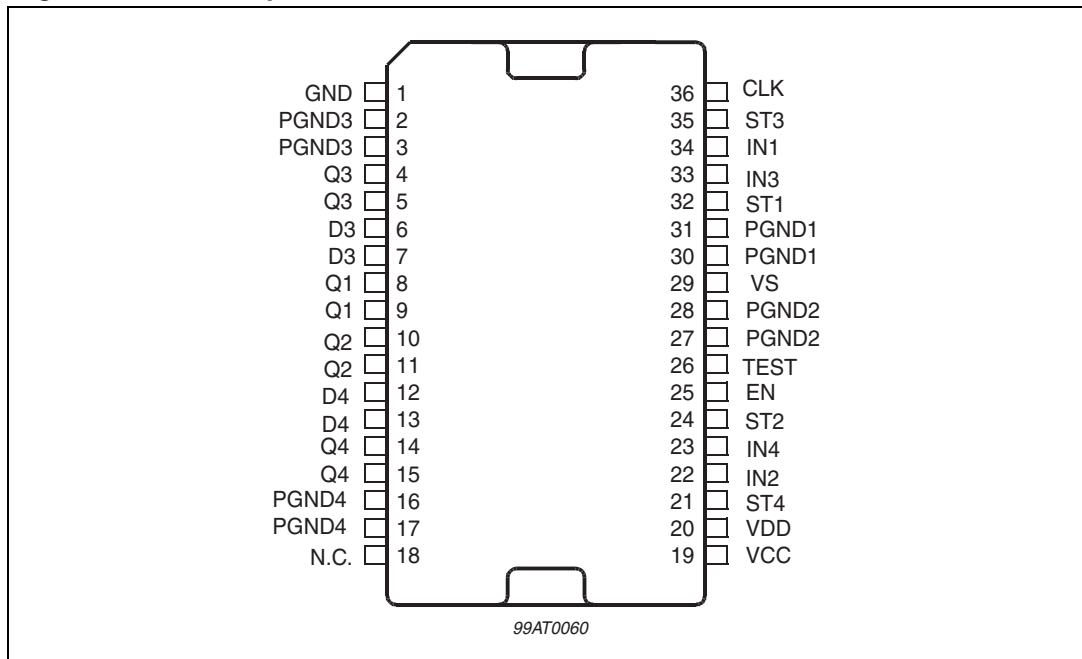 GND 1 36 CLK
PGND3 2 35 ST3
PGND3 3 34 IN1
Q3 4 33 IN3
Q3 5 32 ST1
D3 6 31 PGND1
D3 7 30 PGND1
Q1 8 29 VS
Q1 9 28 PGND2
Q2 10 27 PGND2
Q2 11 26 TEST
D4 12 25 EN
D4 13 24 ST2
Q4 14 23 IN4
Q4 15 22 IN2
PGND4 16 21 ST4
PGND4 17 20 VDD
N.C. 18 19 VCC
99AT0060